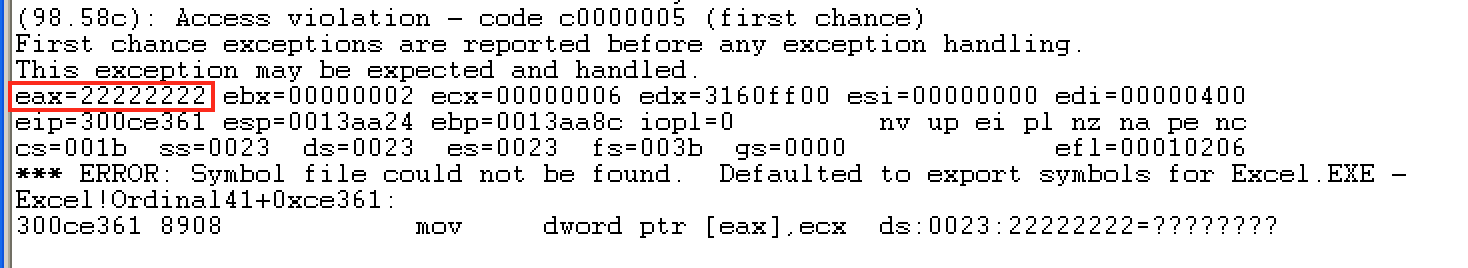 (98.58c): Access violation - code c0000005 (first chance)
First chance exceptions are reported before any exception handling.
This exception may be expected and handled.
eax=22222222 ebx=00000002 ecx=00000006 edx=3160ff00 esi=00000000 edi=00000400
eip=300ce361 esp=0013aa24 ebp=0013aa8c iopl=0         nv up ei pl nz na pe nc
cs=001b  ss=0023  ds=0023  es=0023  fs=003b  gs=0000             efl=00010206
*** ERROR: Symbol file could not be found.  Defaulted to export symbols for Excel.EXE -
Excel!Ordinal41+0xce361:
300ce361 8908            mov     dword ptr [eax],ecx  ds:0023:22222222=????????